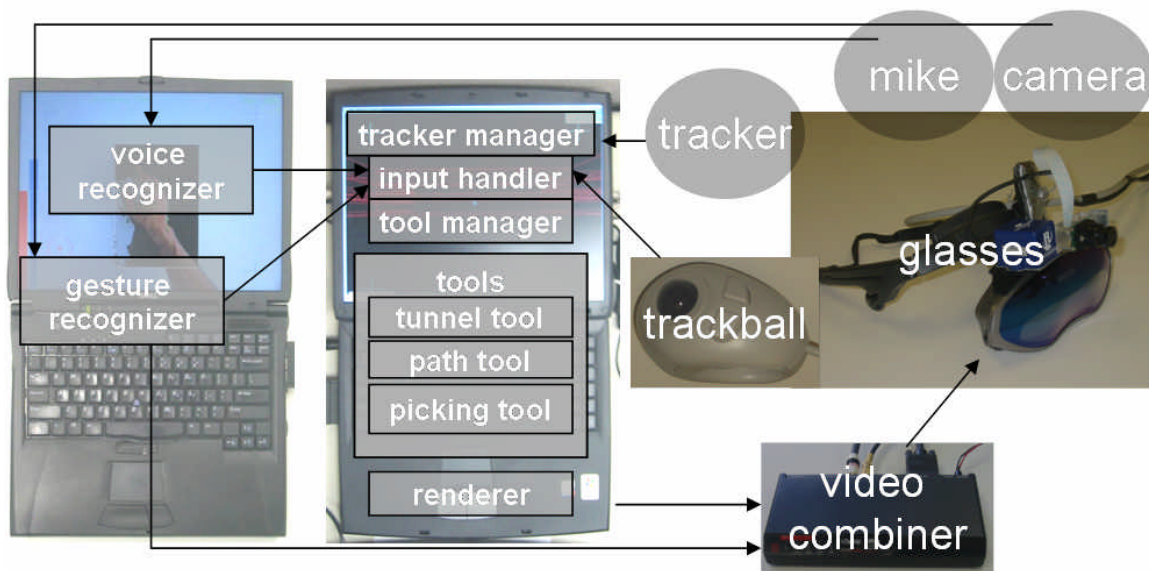 mike
camera
tracker
voice
recognizer
gesture
recognizer
tracker manager
input handler
tool manager
tools
tunnel tool
path tool
picking tool
renderer
trackball
glasses
video
combiner